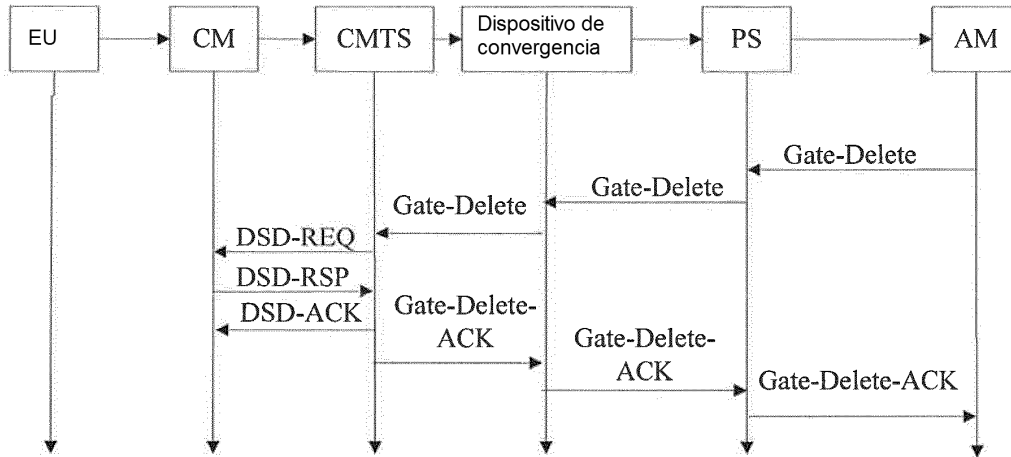 EU
CM
CMTS
Dispositivo de
convergencia
PS
AM
Gate-Delete
Gate-Delete
Gate-Delete
DSD-REQ
DSD-RSP
DSD-ACK
Gate-Delete-
ACK
Gate-Delete-
ACK
Gate-Delete-ACK